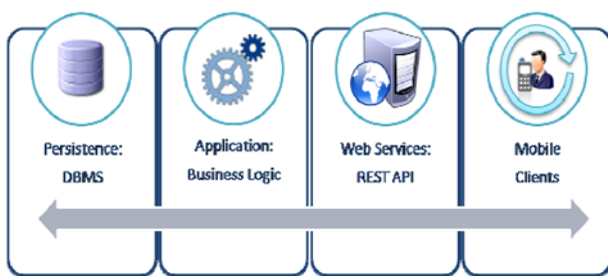 Persistence:
DBMS
Application:
Business Logic
Web Services:
REST API
Mobile
Clients